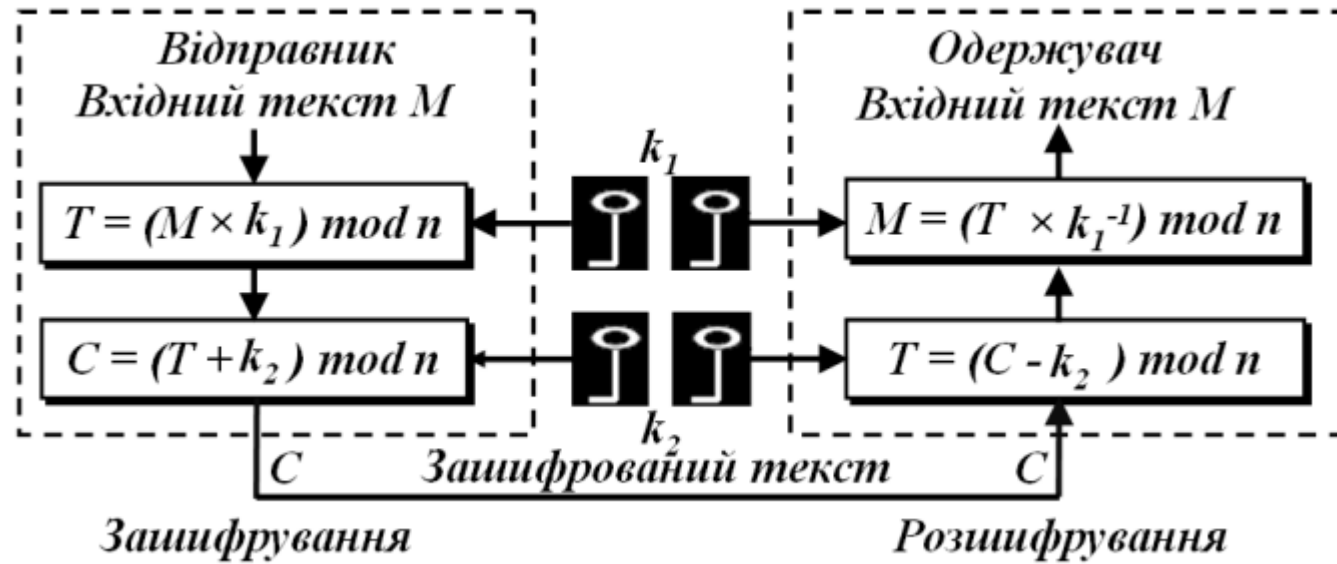 Відправник
Вхідний текст M
T = (M × k₁ ) mod n
C = (T + k₂ ) mod n
k₁
k₂
Одержувач
Вхідний текст M
M = (T × k₁⁻¹) mod n
T = (C - k₂ ) mod n
C Зашифрований текст C
Зашифрування Розшифрування